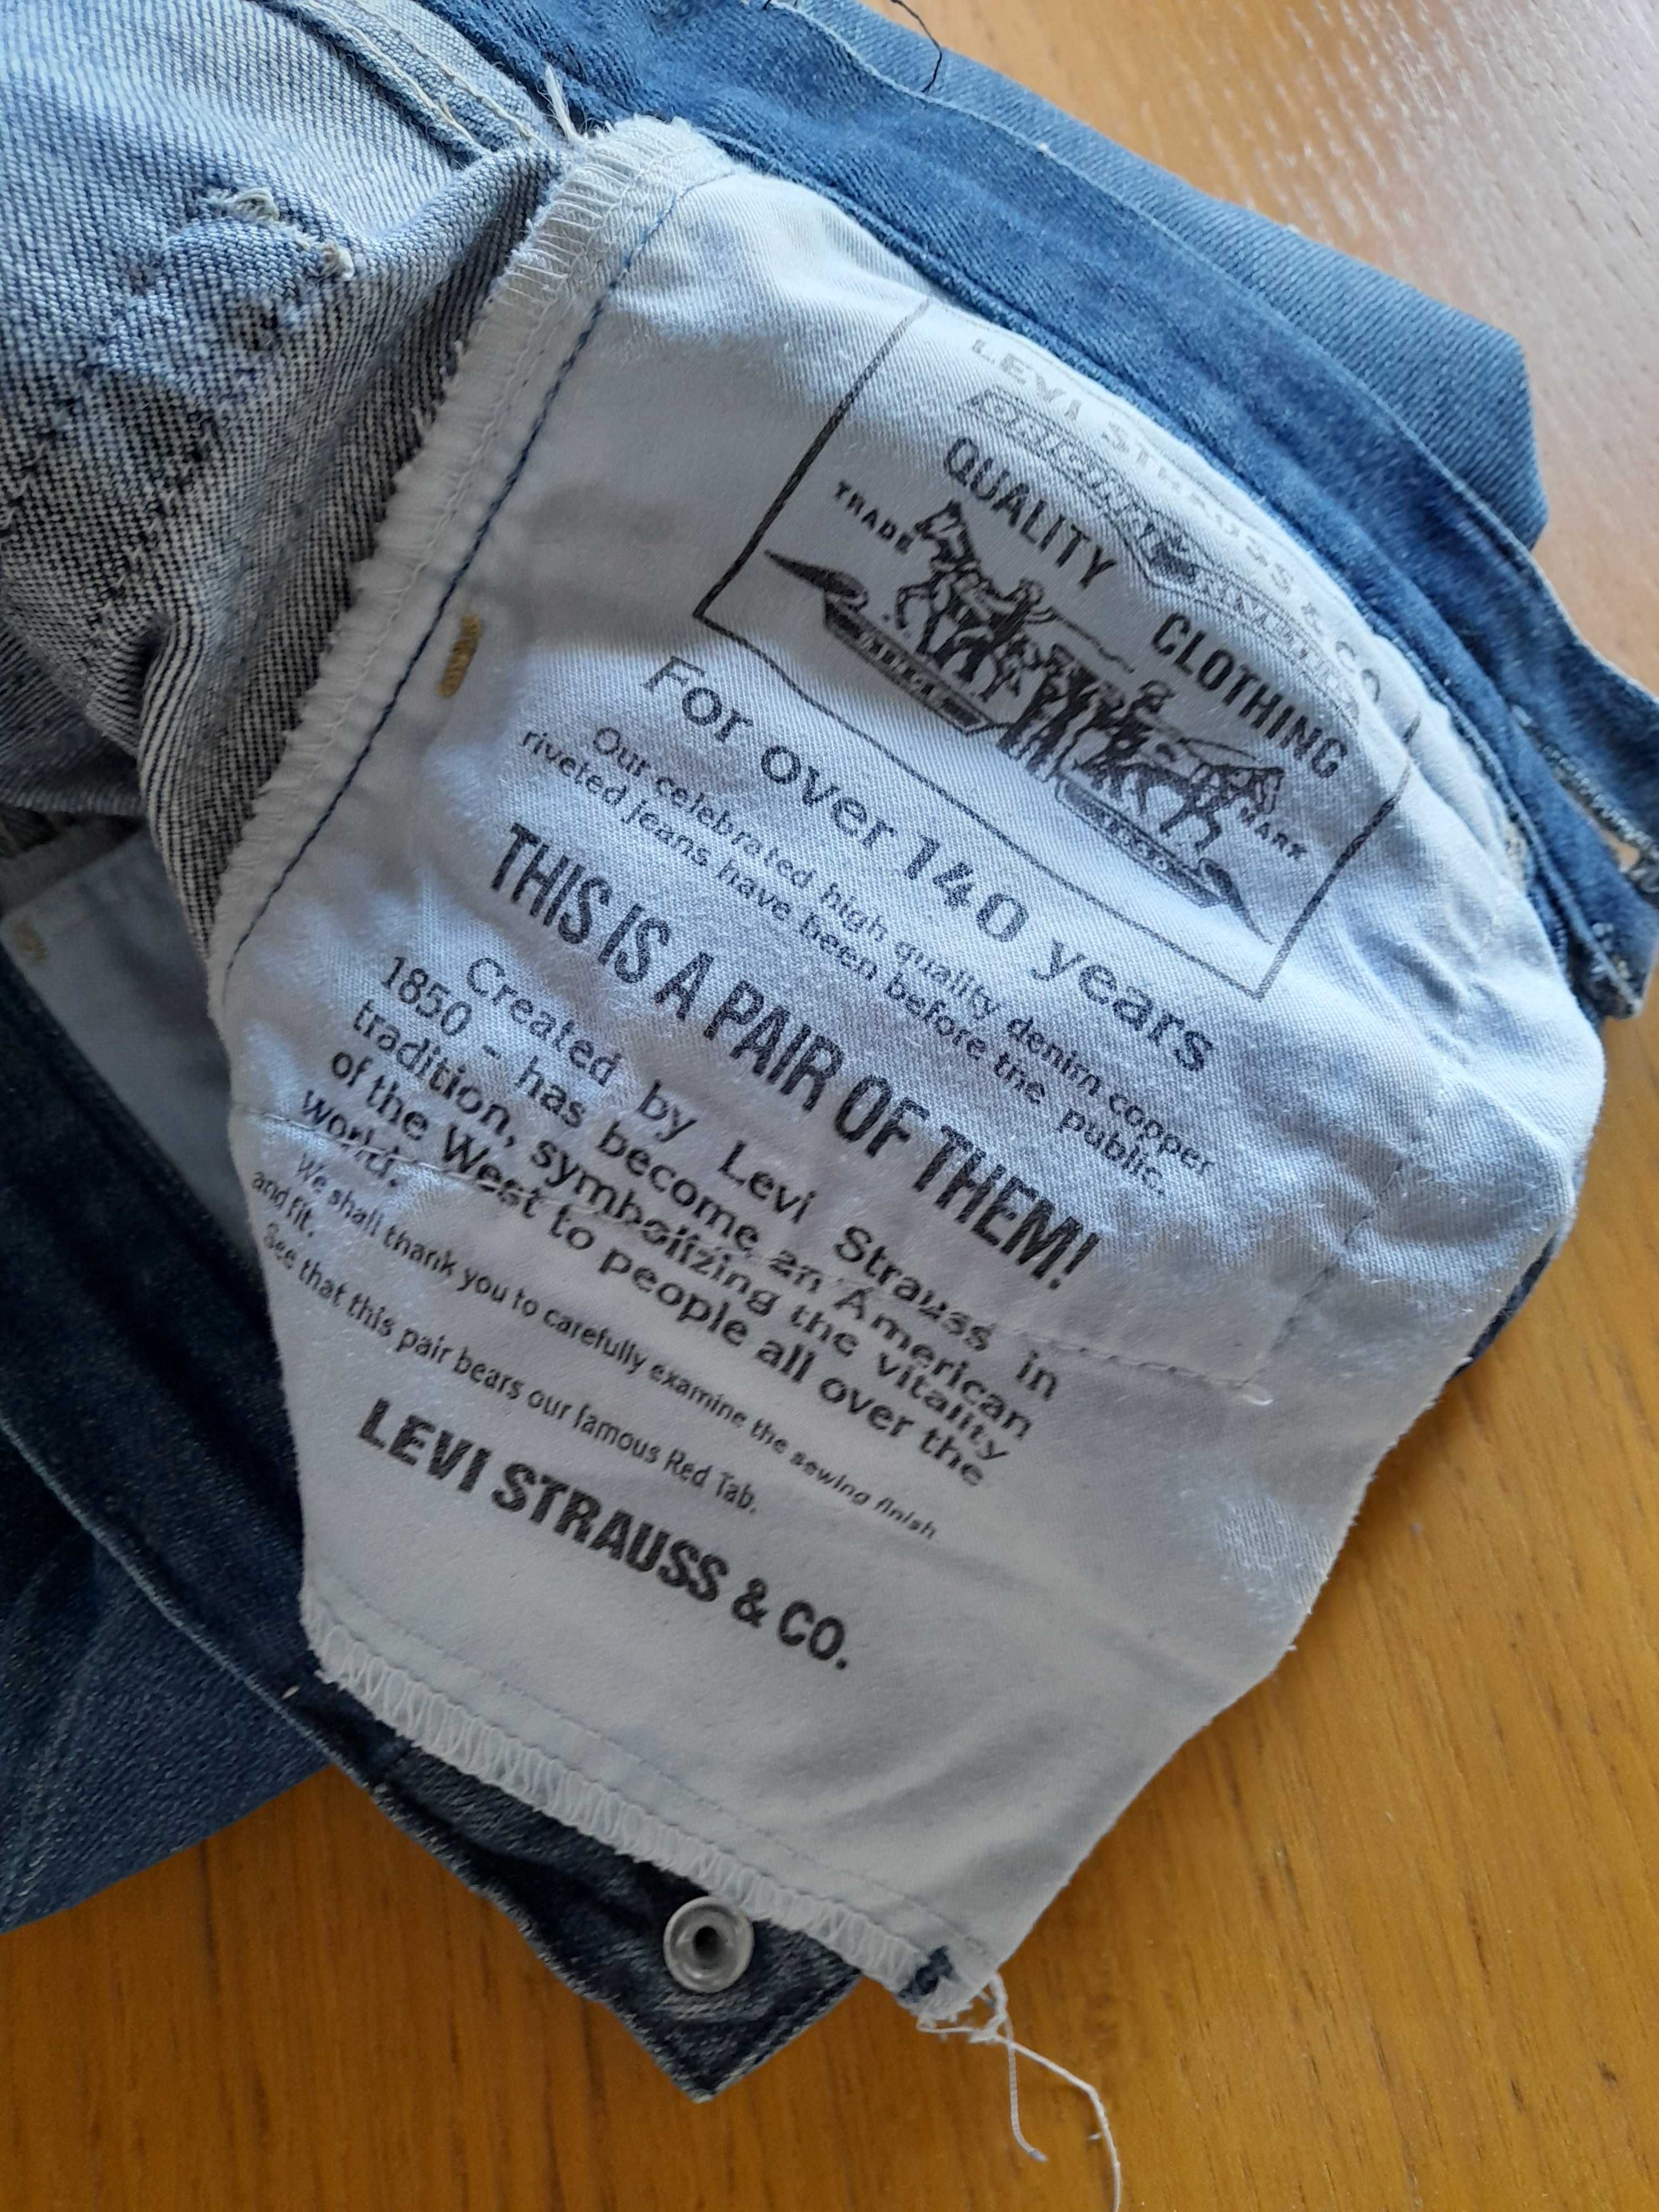 LEVI STRAUSS & CO
QUALITY CLOTHING
TRADE MARK
For over 140 years
Our celebrated high quality denim copper
riveted jeans have been before the public.
THIS IS A PAIR OF THEM!
Created by Levi Strauss in
1850 - has become an American
tradition, symbolizing the vitality
of the West to people all over the
world.
We shall thank you to carefully examine the sewing finish
and fit.
See that this pair bears our famous Red Tab.
LEVI STRAUSS & CO.